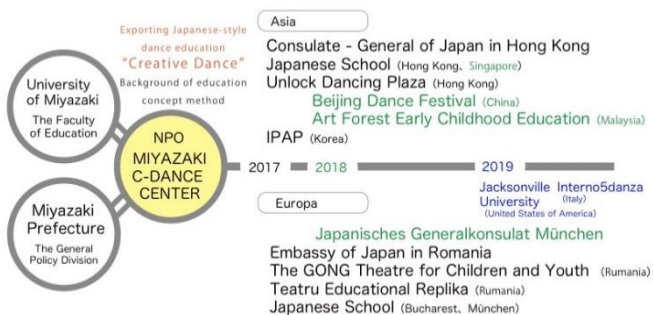 Exporting Japanese-style
dance education
“Creative Dance”
Background of education
concept method
University
of Miyazaki
The Faculty
of Education
NPO
MIYAZAKI
C-DANCE
CENTER
Miyazaki
Prefecture
The General
Policy Division
Asia
Consulate - General of Japan in Hong Kong
Japanese School (Hong Kong、Singapore)
Unlock Dancing Plaza (Hong Kong)
Beijing Dance Festival (China)
Art Forest Early Childhood Education (Malaysia)
IPAP (Korea)
2017 2018 2019
Jacksonville
University
(United States of America)
Interno5danza
(Italy)
Europa
Japanisches Generalkonsulat München
Embassy of Japan in Romania
The GONG Theatre for Children and Youth (Rumania)
Teatru Educational Replika (Rumania)
Japanese School (Bucharest、München)